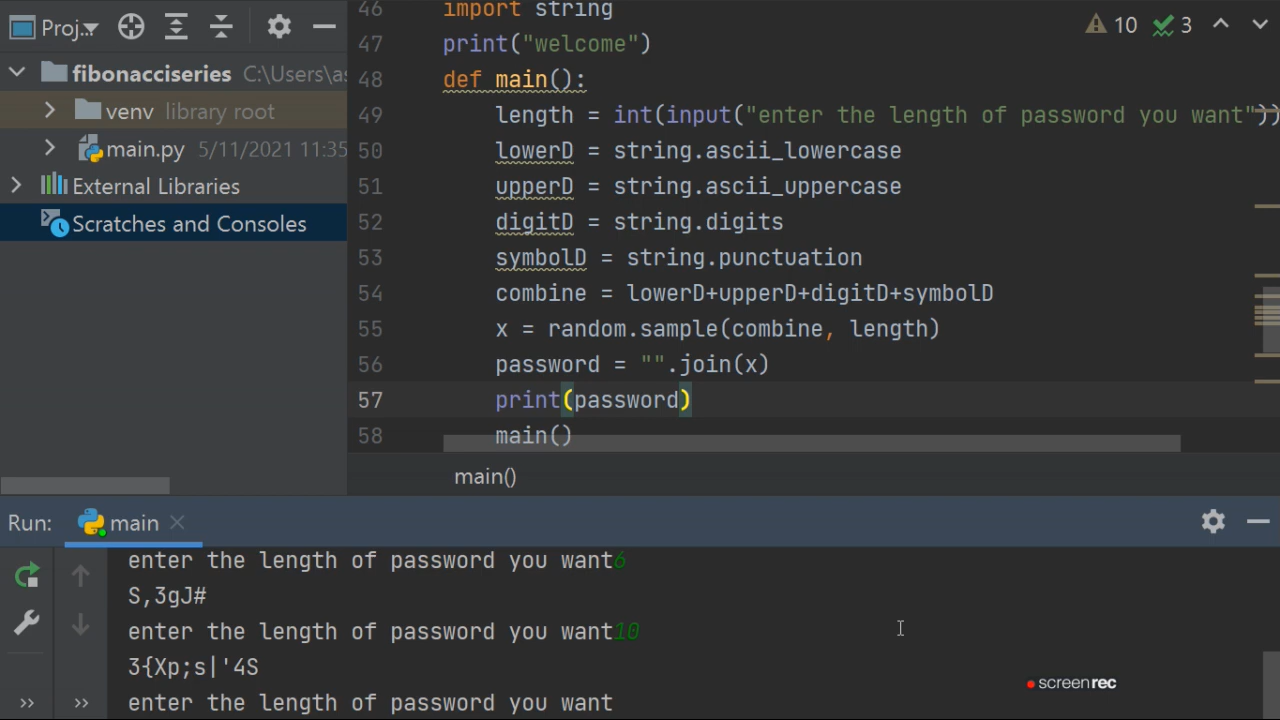 Proj...
fibonacciseries C:\Users\as
venv library root
main.py 5/11/2021 11:35
External Libraries
Scratches and Consoles
10 3
46 import string
47 print("welcome")
48 def main():
49 length = int(input("enter the length of password you want"))
50 lowerD = string.ascii_lowercase
51 upperD = string.ascii_uppercase
52 digitD = string.digits
53 symbolD = string.punctuation
54 combine = lowerD+upperD+digitD+symbolD
55 x = random.sample(combine, length)
56 password = "".join(x)
57 print(password)
58 main()
main()
Run: main
enter the length of password you want6
S,3gJ#
enter the length of password you want10
3{Xp;s|'4S
enter the length of password you want
screenrec